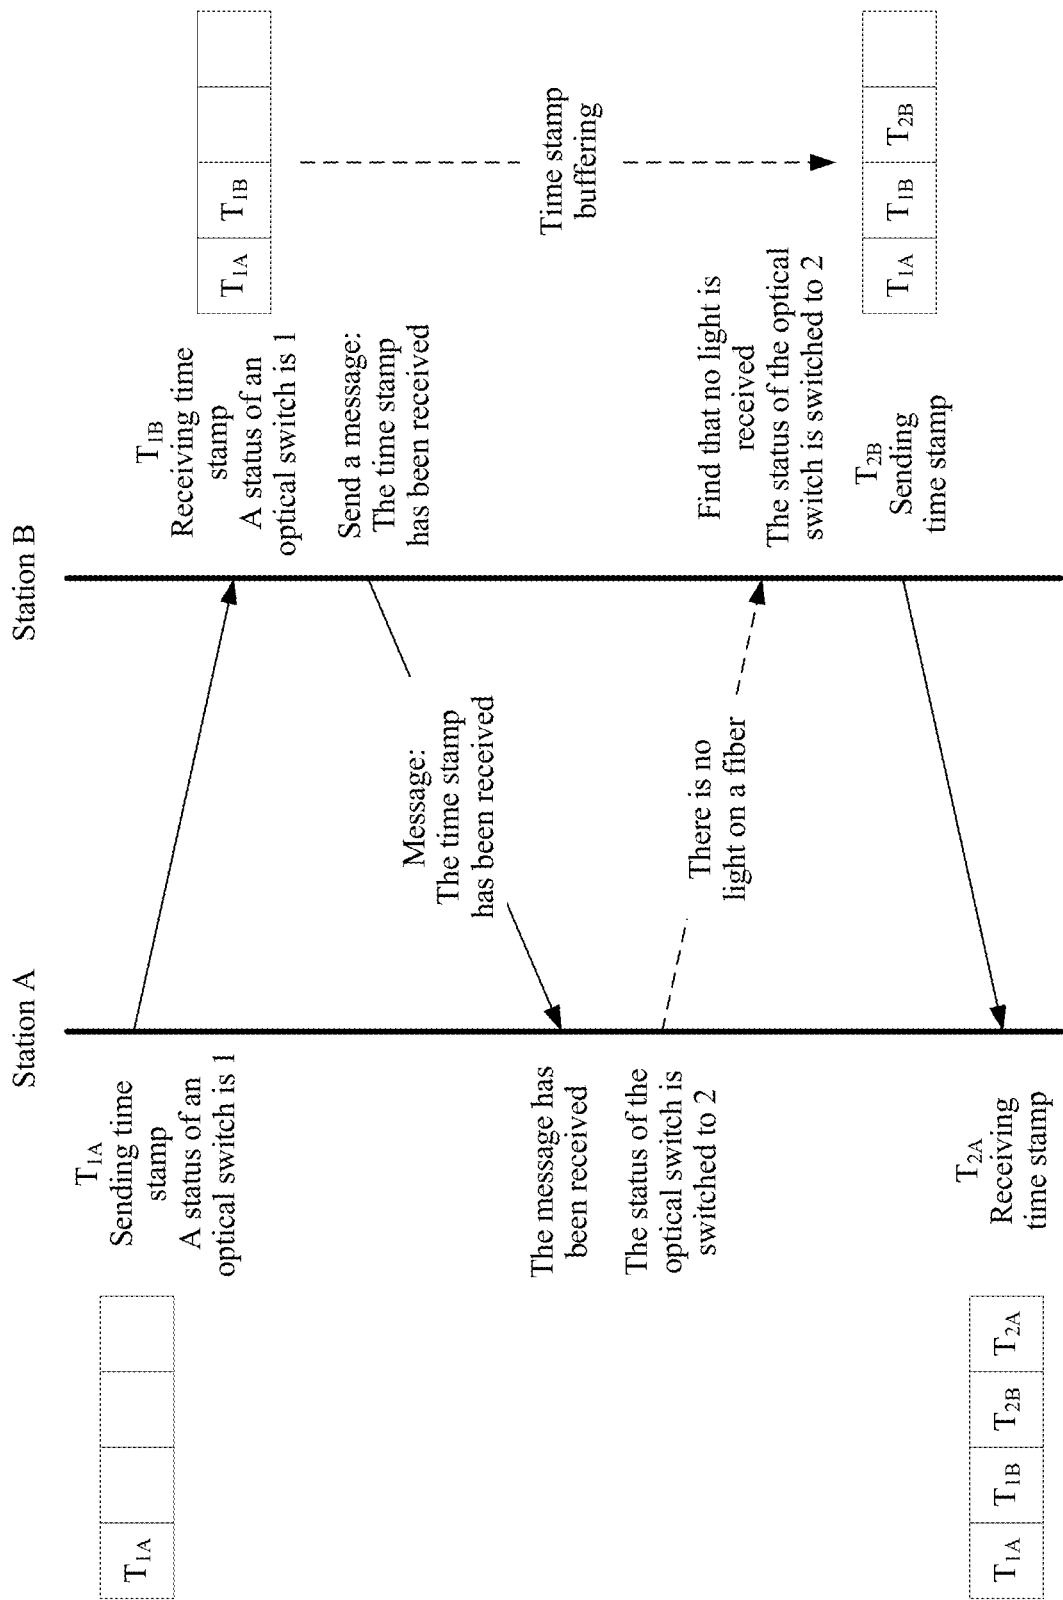 Station A
Station B
T1A
T1A
Sending time
stamp
A status of an
optical switch is 1
T1B
Receiving time
stamp
A status of an
optical switch is 1
T1A
T1B
Send a message:
The time stamp
has been received
Time stamp
buffering
Message:
The time stamp
has been received
The message has
been received
The status of the
optical switch is
switched to 2
There is no
light on a fiber
Find that no light is
received
The status of the optical
switch is switched to 2
T2B
Sending
time stamp
T1A
T1B
T2B
T2A
Receiving
time stamp
T1A
T1B
T2B
T2A